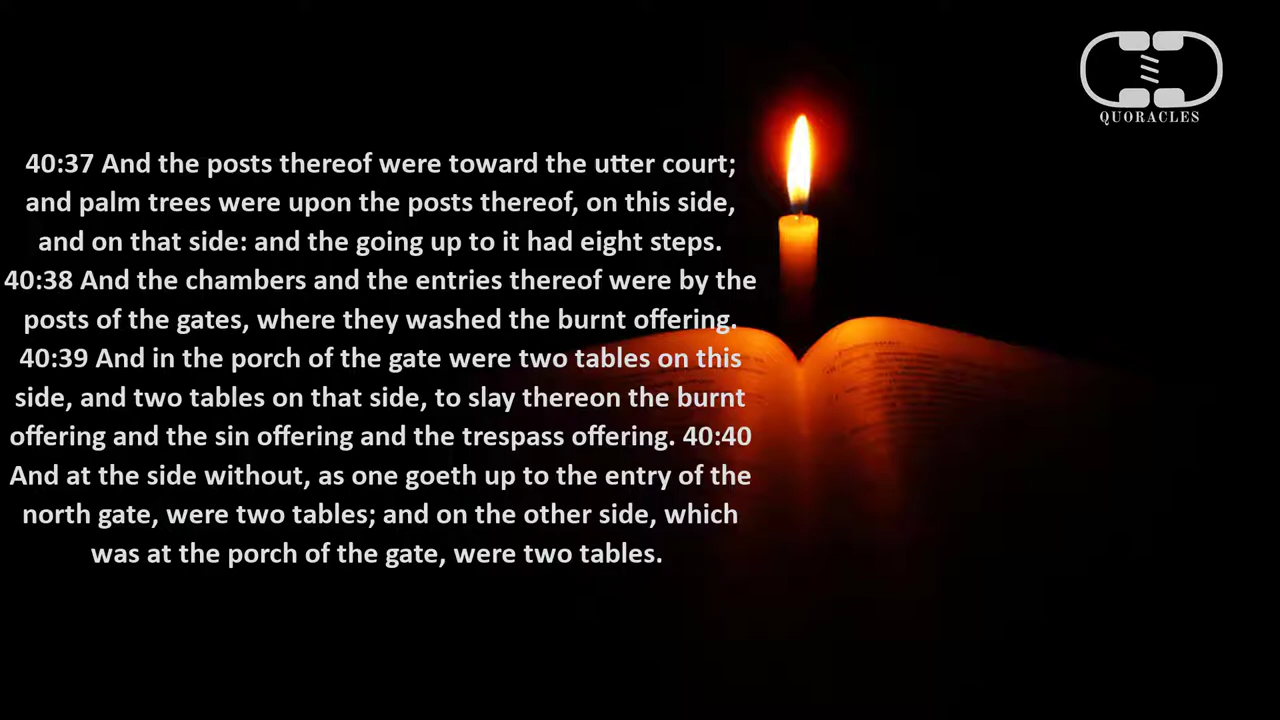 QUORACLES
40:37 And the posts thereof were toward the utter court;
and palm trees were upon the posts thereof, on this side,
and on that side: and the going up to it had eight steps.
40:38 And the chambers and the entries thereof were by the
posts of the gates, where they washed the burnt offering.
40:39 And in the porch of the gate were two tables on this
side, and two tables on that side, to slay thereon the burnt
offering and the sin offering and the trespass offering. 40:40
And at the side without, as one goeth up to the entry of the
north gate, were two tables; and on the other side, which
was at the porch of the gate, were two tables.